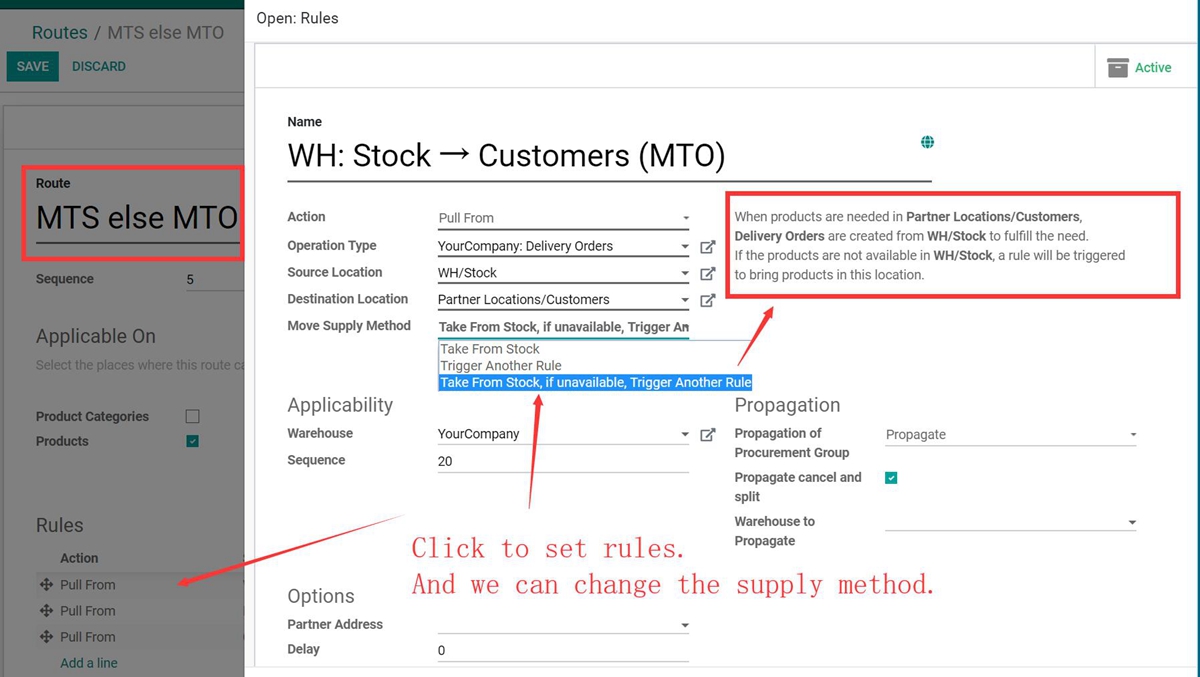 Open: Rules
Routes / MTS else MTO
SAVE DISCARD
Active
Name
WH: Stock → Customers (MTO)
Route
MTS else MTO
Sequence 5
Applicable On
Select the places where this route ca
Product Categories
Products
Rules
Action
Pull From
Pull From
Pull From
Add a line
Action Pull From
Operation Type YourCompany: Delivery Orders
Source Location WH/Stock
Destination Location Partner Locations/Customers
Move Supply Method Take From Stock, if unavailable, Trigger An
Take From Stock
Trigger Another Rule
Take From Stock, if unavailable, Trigger Another Rule
When products are needed in Partner Locations/Customers,
Delivery Orders are created from WH/Stock to fulfill the need.
If the products are not available in WH/Stock, a rule will be triggered
to bring products in this location.
Applicability
Warehouse YourCompany
Sequence 20
Propagation
Propagation of Propagate
Procurement Group
Propagate cancel and
split
Warehouse to
Propagate
Click to set rules.
And we can change the supply method.
Options
Partner Address
Delay 0